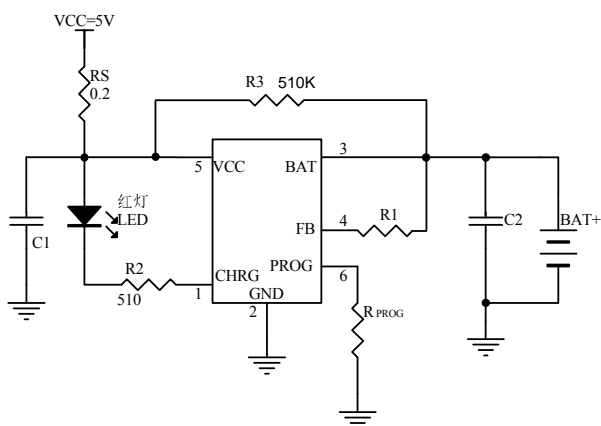 VCC=5V
RS
0.2
R3 510K
5 VCC
BAT 3
红灯
LED
C1
FB 4 R1
C2
BAT+
R2
510
CHRG
1
PROG
6
GND
2
R PROG